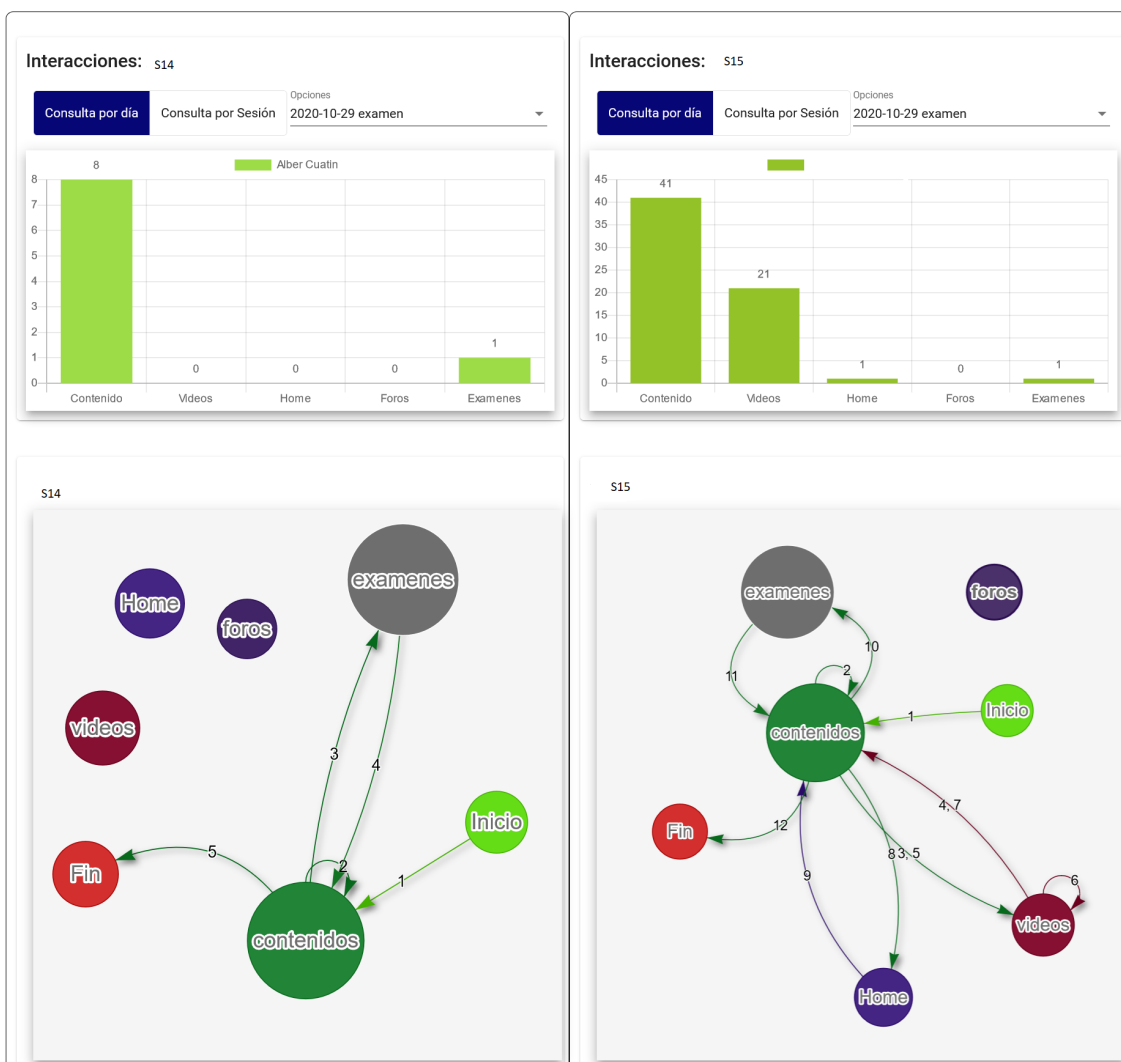 Interacciones: S14
Consulta por día Consulta por Sesión Opciones 2020-10-29 examen
Alber Cuatin
8
8
7
6
5
4
3
2
1
0
0 0 0 1
Contenido Videos Home Foros Examenes
S14
examenes
Home
foros
videos
3
4
Inicio
5
2
1
Fin
contenidos
Interacciones: S15
Consulta por día Consulta por Sesión Opciones 2020-10-29 examen
45
40
35
30
25
20
15
10
5
0
41 21 1 0 1
Contenido Videos Home Foros Examenes
S15
examenes
foros
10
11
2
Inicio
1
contenidos
4, 7
Fin
12
8 3, 5
9
6
videos
Home